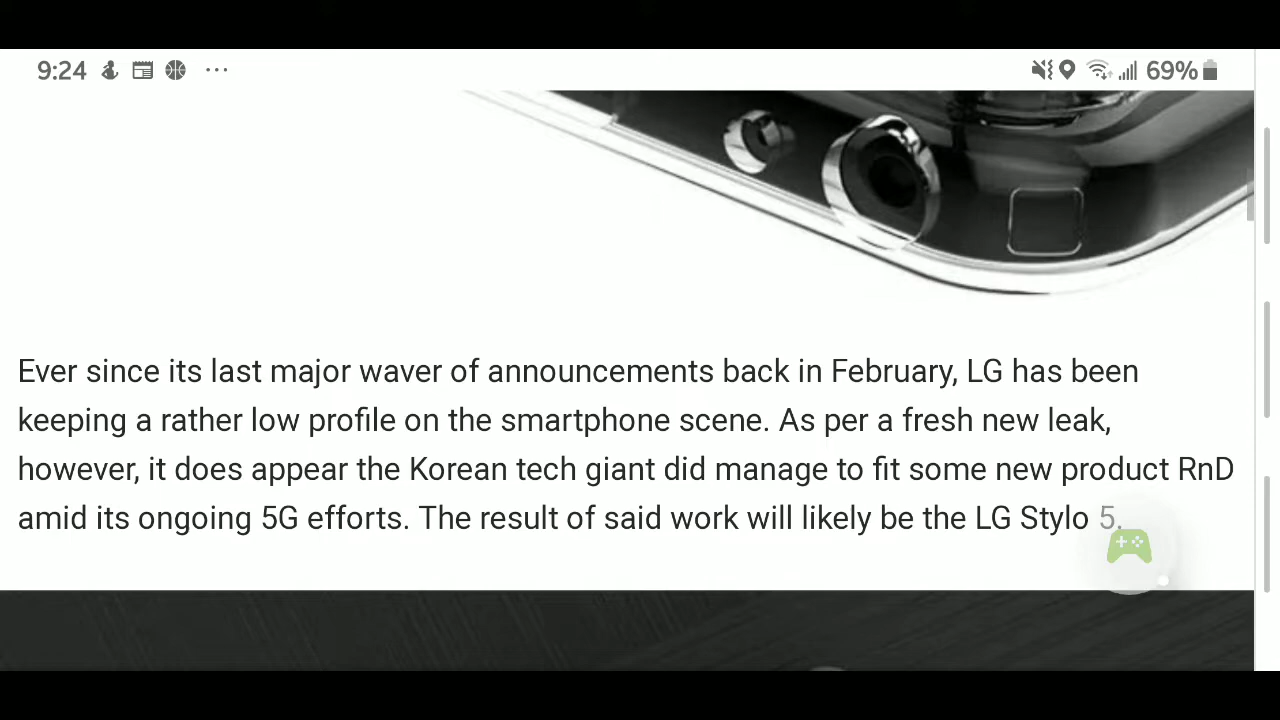 9:24 ... 69%
Ever since its last major waver of announcements back in February, LG has been
keeping a rather low profile on the smartphone scene. As per a fresh new leak,
however, it does appear the Korean tech giant did manage to fit some new product RnD
amid its ongoing 5G efforts. The result of said work will likely be the LG Stylo 5.